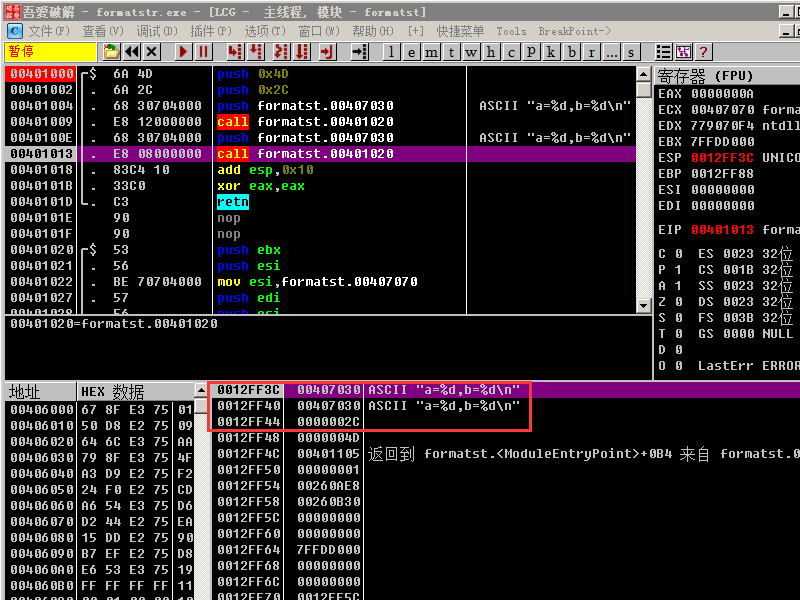 吾爱破解 - formatstr.exe - [LCG - 主线程, 模块 - formatst]
文件(F) 查看(V) 调试(D) 插件(P) 选项(T) 窗口(W) 帮助(H) [+] 快捷菜单 Tools BreakPoint->
暂停 l e m t w h c p k b r ... s ?
00401000 $ 6A 4D push 0x4D
00401002 . 6A 2C push 0x2C
00401004 . 68 30704000 push formatst.00407030 ASCII "a=%d,b=%d\n"
00401009 . E8 12000000 call formatst.00401020
0040100E . 68 30704000 push formatst.00407030 ASCII "a=%d,b=%d\n"
00401013 . E8 08000000 call formatst.00401020
00401018 . 83C4 10 add esp,0x10
0040101B . 33C0 xor eax,eax
0040101D . C3 retn
0040101E 90 nop
0040101F 90 nop
00401020 $ 53 push ebx
00401021 . 56 push esi
00401022 . BE 70704000 mov esi,formatst.00407070
00401027 . 57 push edi
00401020=formatst.00401020
寄存器 (FPU)
EAX 0000000A
ECX 00407070 forma
EDX 779070F4 ntdll
EBX 7FFDD000
ESP 0012FF3C UNICO
EBP 0012FF88
ESI 00000000
EDI 00000000
EIP 00401013 forma
C 0 ES 0023 32位
P 1 CS 001B 32位
A 1 SS 0023 32位
Z 0 DS 0023 32位
S 0 FS 003B 32位
T 0 GS 0000 NULL
D 0
O 0 LastErr ERROR
地址 HEX 数据
00406000 67 8F E3 75 01
00406010 50 D8 E2 75 09
00406020 64 6C E3 75 AA
00406030 79 8F E3 75 4F
00406040 A3 D9 E2 75 F2
00406050 24 F0 E2 75 CD
00406060 A6 54 E3 75 D6
00406070 D2 44 E2 75 EA
00406080 15 DD E2 75 90
00406090 B7 EF E2 75 D8
004060A0 E6 53 E3 75 19
004060B0 FF FF FF FF 11
0012FF3C 00407030 ASCII "a=%d,b=%d\n"
0012FF40 00407030 ASCII "a=%d,b=%d\n"
0012FF44 0000002C
0012FF48 0000004D
0012FF4C 00401105 返回到 formatst.<ModuleEntryPoint>+0B4 来自 formatst.0
0012FF50 00000001
0012FF54 00260AE8
0012FF58 00260B30
0012FF5C 00000000
0012FF60 00000000
0012FF64 7FFDD000
0012FF68 00000000
0012FF6C 00000000
0012FF70 0012FF5C